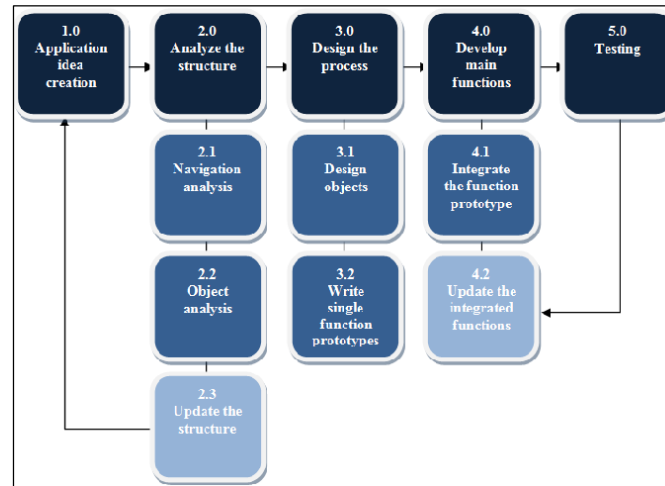 1.0
Application
idea
creation
2.0
Analyze the
structure
3.0
Design the
process
4.0
Develop
main
functions
5.0
Testing
2.1
Navigation
analysis
3.1
Design
objects
4.1
Integrate
the function
prototype
2.2
Object
analysis
3.2
Write
single
function
prototypes
4.2
Update the
integrated
functions
2.3
Update the
structure